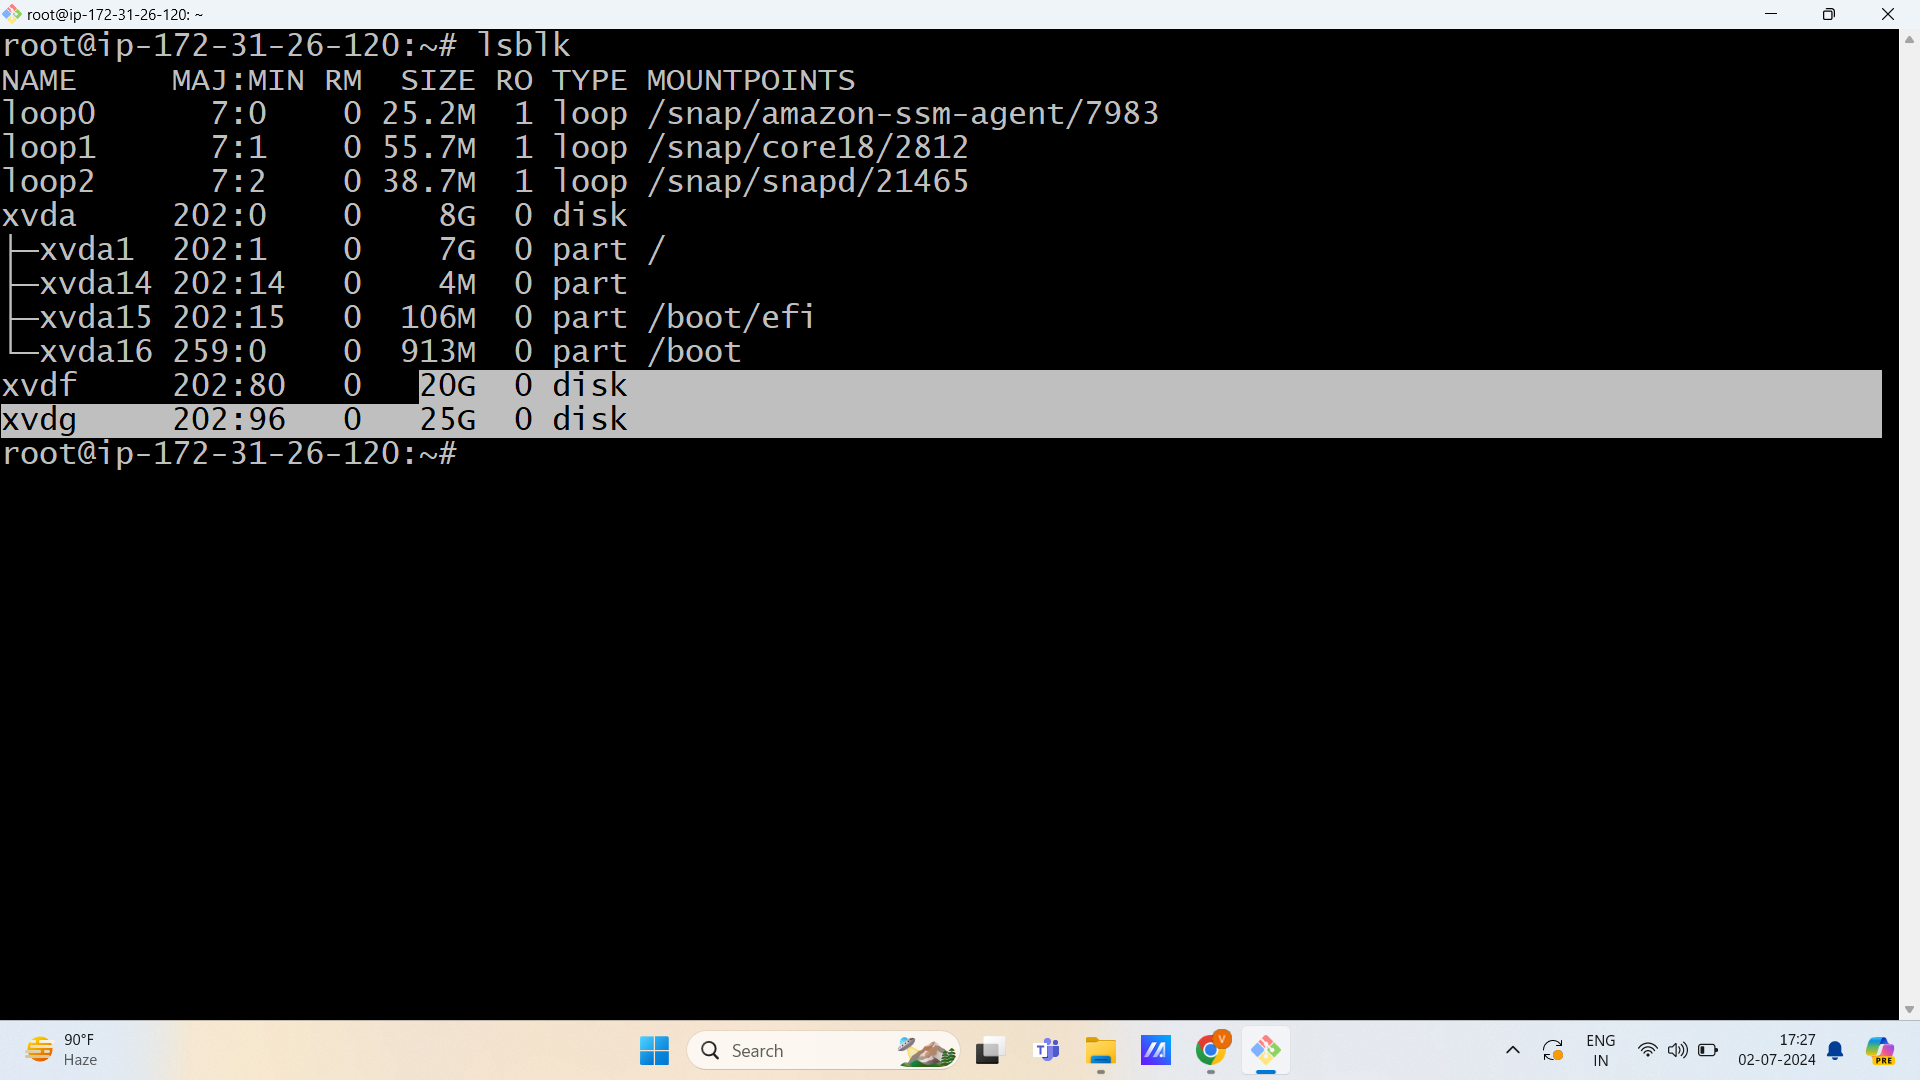 root@ip-172-31-26-120: ~
root@ip-172-31-26-120:~# lsblk
NAME     MAJ:MIN RM   SIZE RO TYPE MOUNTPOINTS
loop0      7:0    0 25.2M  1 loop /snap/amazon-ssm-agent/7983
loop1      7:1    0 55.7M  1 loop /snap/core18/2812
loop2      7:2    0 38.7M  1 loop /snap/snapd/21465
xvda     202:0    0    8G  0 disk
├─xvda1  202:1    0    7G  0 part /
├─xvda14 202:14   0    4M  0 part
├─xvda15 202:15   0  106M  0 part /boot/efi
└─xvda16 259:0    0  913M  0 part /boot
xvdf     202:80   0   20G  0 disk
xvdg     202:96   0   25G  0 disk
root@ip-172-31-26-120:~#
90°F
Haze
Search
V
ENG
IN
17:27
02-07-2024
PRE